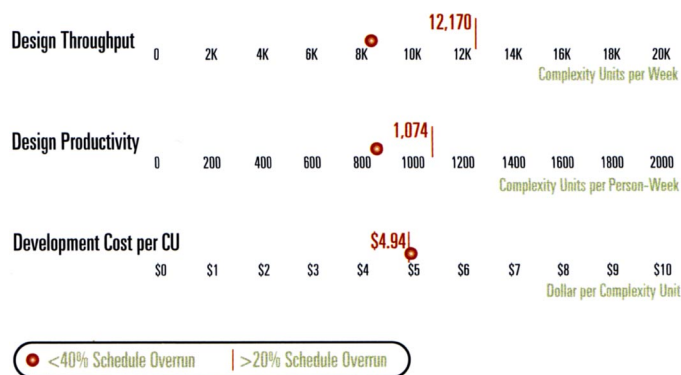 12,170
Design Throughput
0 2K 4K 6K 8K 10K 12K 14K 16K 18K 20K
Complexity Units per Week
1,074
Design Productivity
0 200 400 600 800 1000 1200 1400 1600 1800 2000
Complexity Units per Person-Week
Development Cost per CU
$4.94
$0 $1 $2 $3 $4 $5 $6 $7 $8 $9 $10
Dollar per Complexity Unit
<40% Schedule Overrun >20% Schedule Overrun